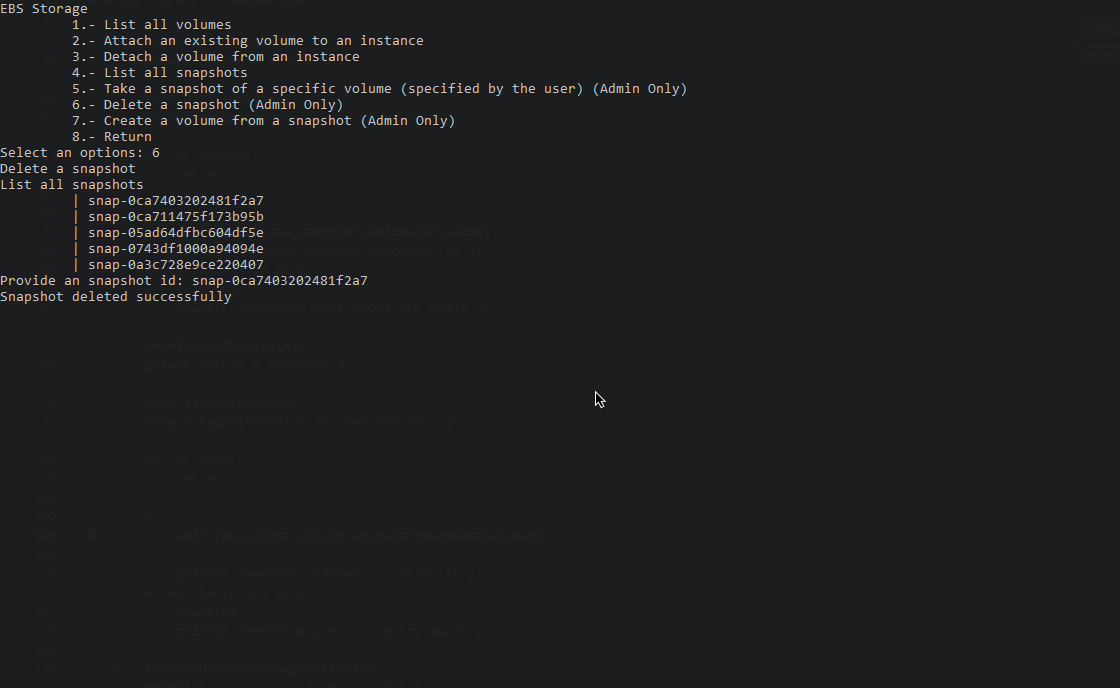 EBS Storage
1.- List all volumes
2.- Attach an existing volume to an instance
3.- Detach a volume from an instance
4.- List all snapshots
5.- Take a snapshot of a specific volume (specified by the user) (Admin Only)
6.- Delete a snapshot (Admin Only)
7.- Create a volume from a snapshot (Admin Only)
8.- Return
Select an options: 6
Delete a snapshot
List all snapshots
| snap-0ca7403202481f2a7
| snap-0ca711475f173b95b
| snap-05ad64dfbc604df5e
| snap-0743df1000a94094e
| snap-0a3c728e9ce220407
Provide an snapshot id: snap-0ca7403202481f2a7
Snapshot deleted successfully